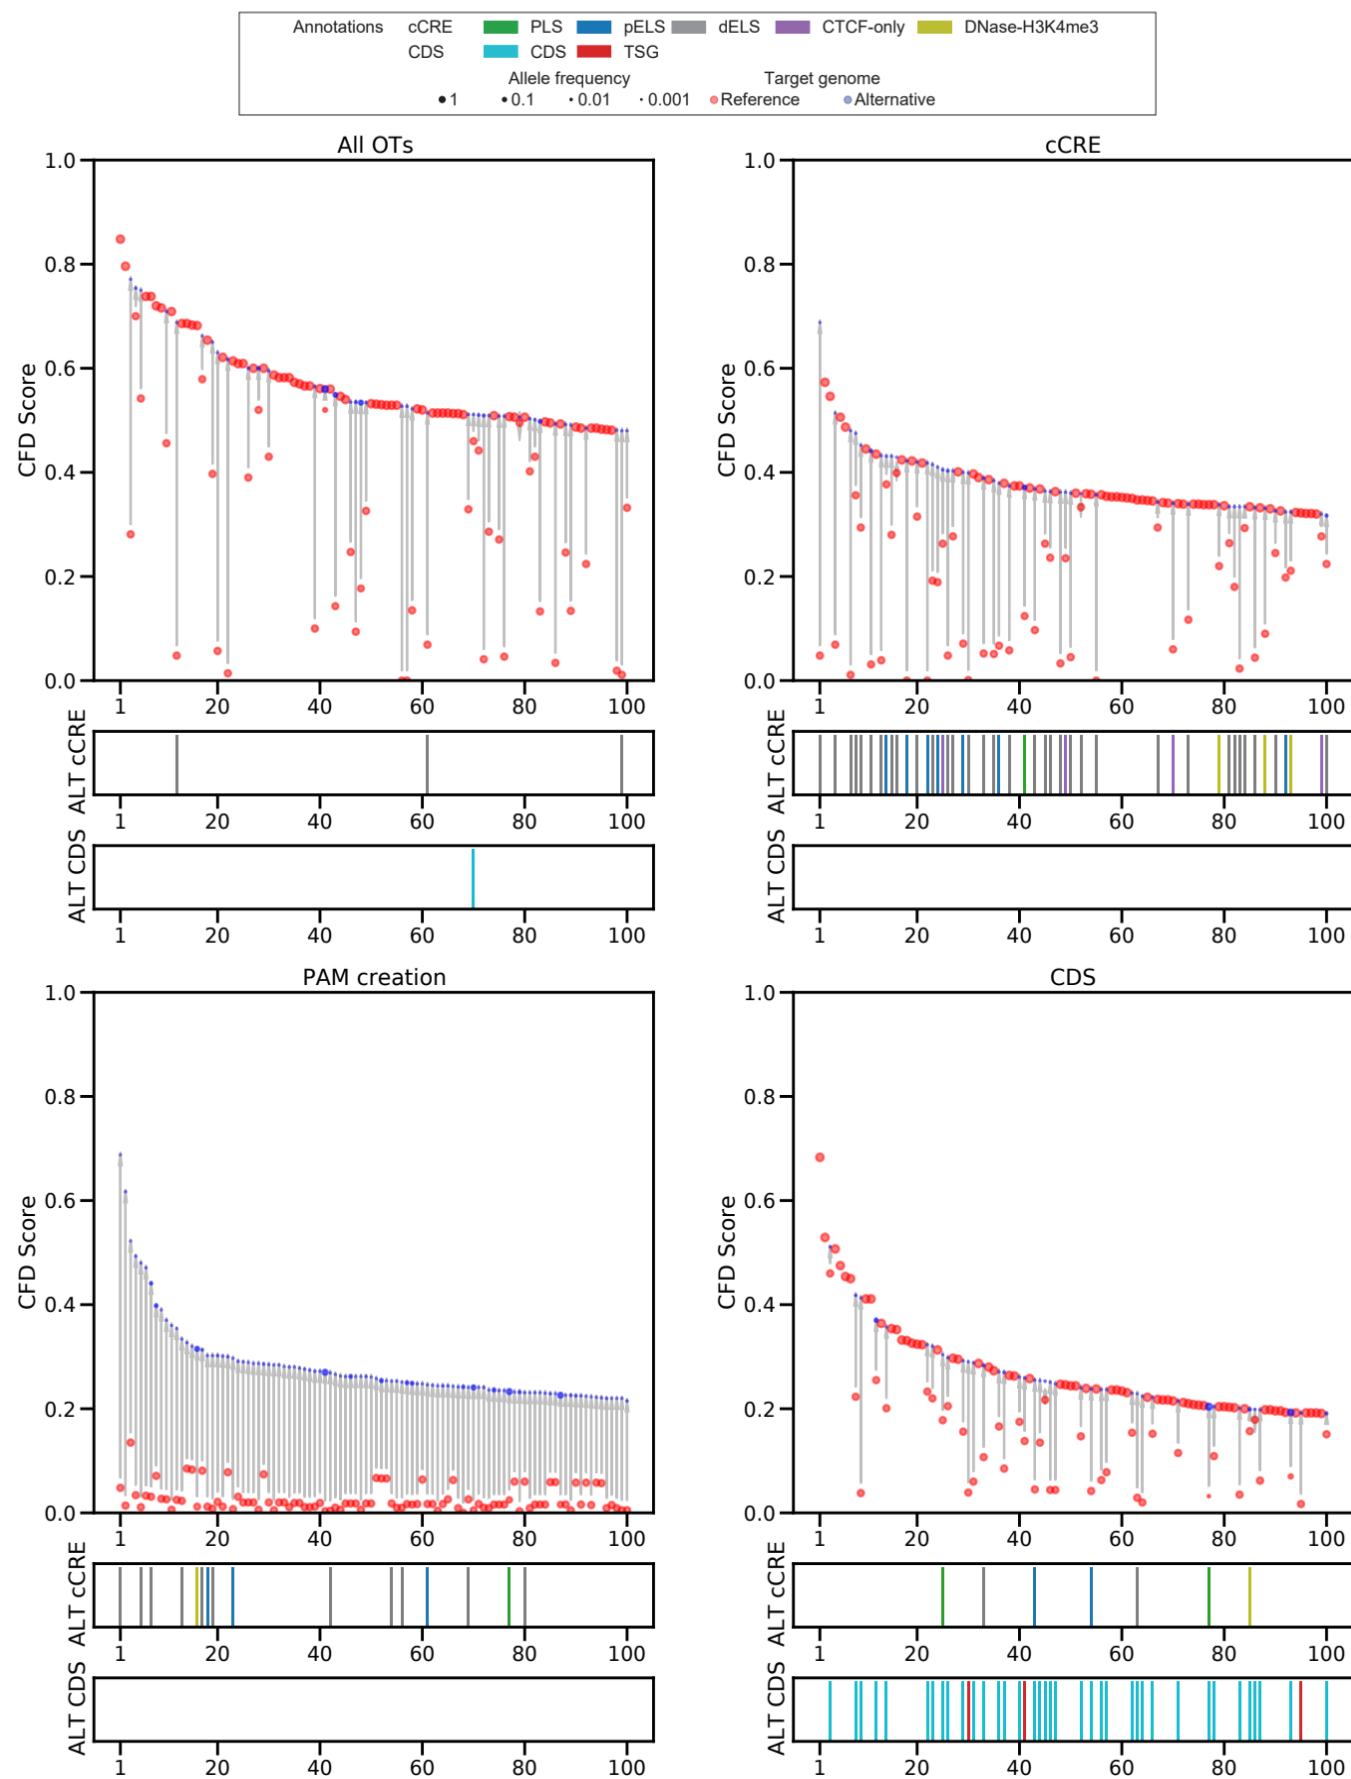 Annotations cCRE PLS pELS dELS CTCF-only DNase-H3K4me3
CDS CDS TSG
Allele frequency Target genome
1 0.1 0.01 0.001 Reference Alternative
All OTs
1.0
0.8
0.6
0.4
0.2
0.0
CFD Score
1 20 40 60 80 100
ALT cCRE
1 20 40 60 80 100
ALT CDS
1 20 40 60 80 100
cCRE
1.0
0.8
0.6
0.4
0.2
0.0
CFD Score
1 20 40 60 80 100
ALT cCRE
1 20 40 60 80 100
ALT CDS
1 20 40 60 80 100
PAM creation
1.0
0.8
0.6
0.4
0.2
0.0
CFD Score
1 20 40 60 80 100
ALT cCRE
1 20 40 60 80 100
ALT CDS
1 20 40 60 80 100
CDS
1.0
0.8
0.6
0.4
0.2
0.0
CFD Score
1 20 40 60 80 100
ALT cCRE
1 20 40 60 80 100
ALT CDS
1 20 40 60 80 100